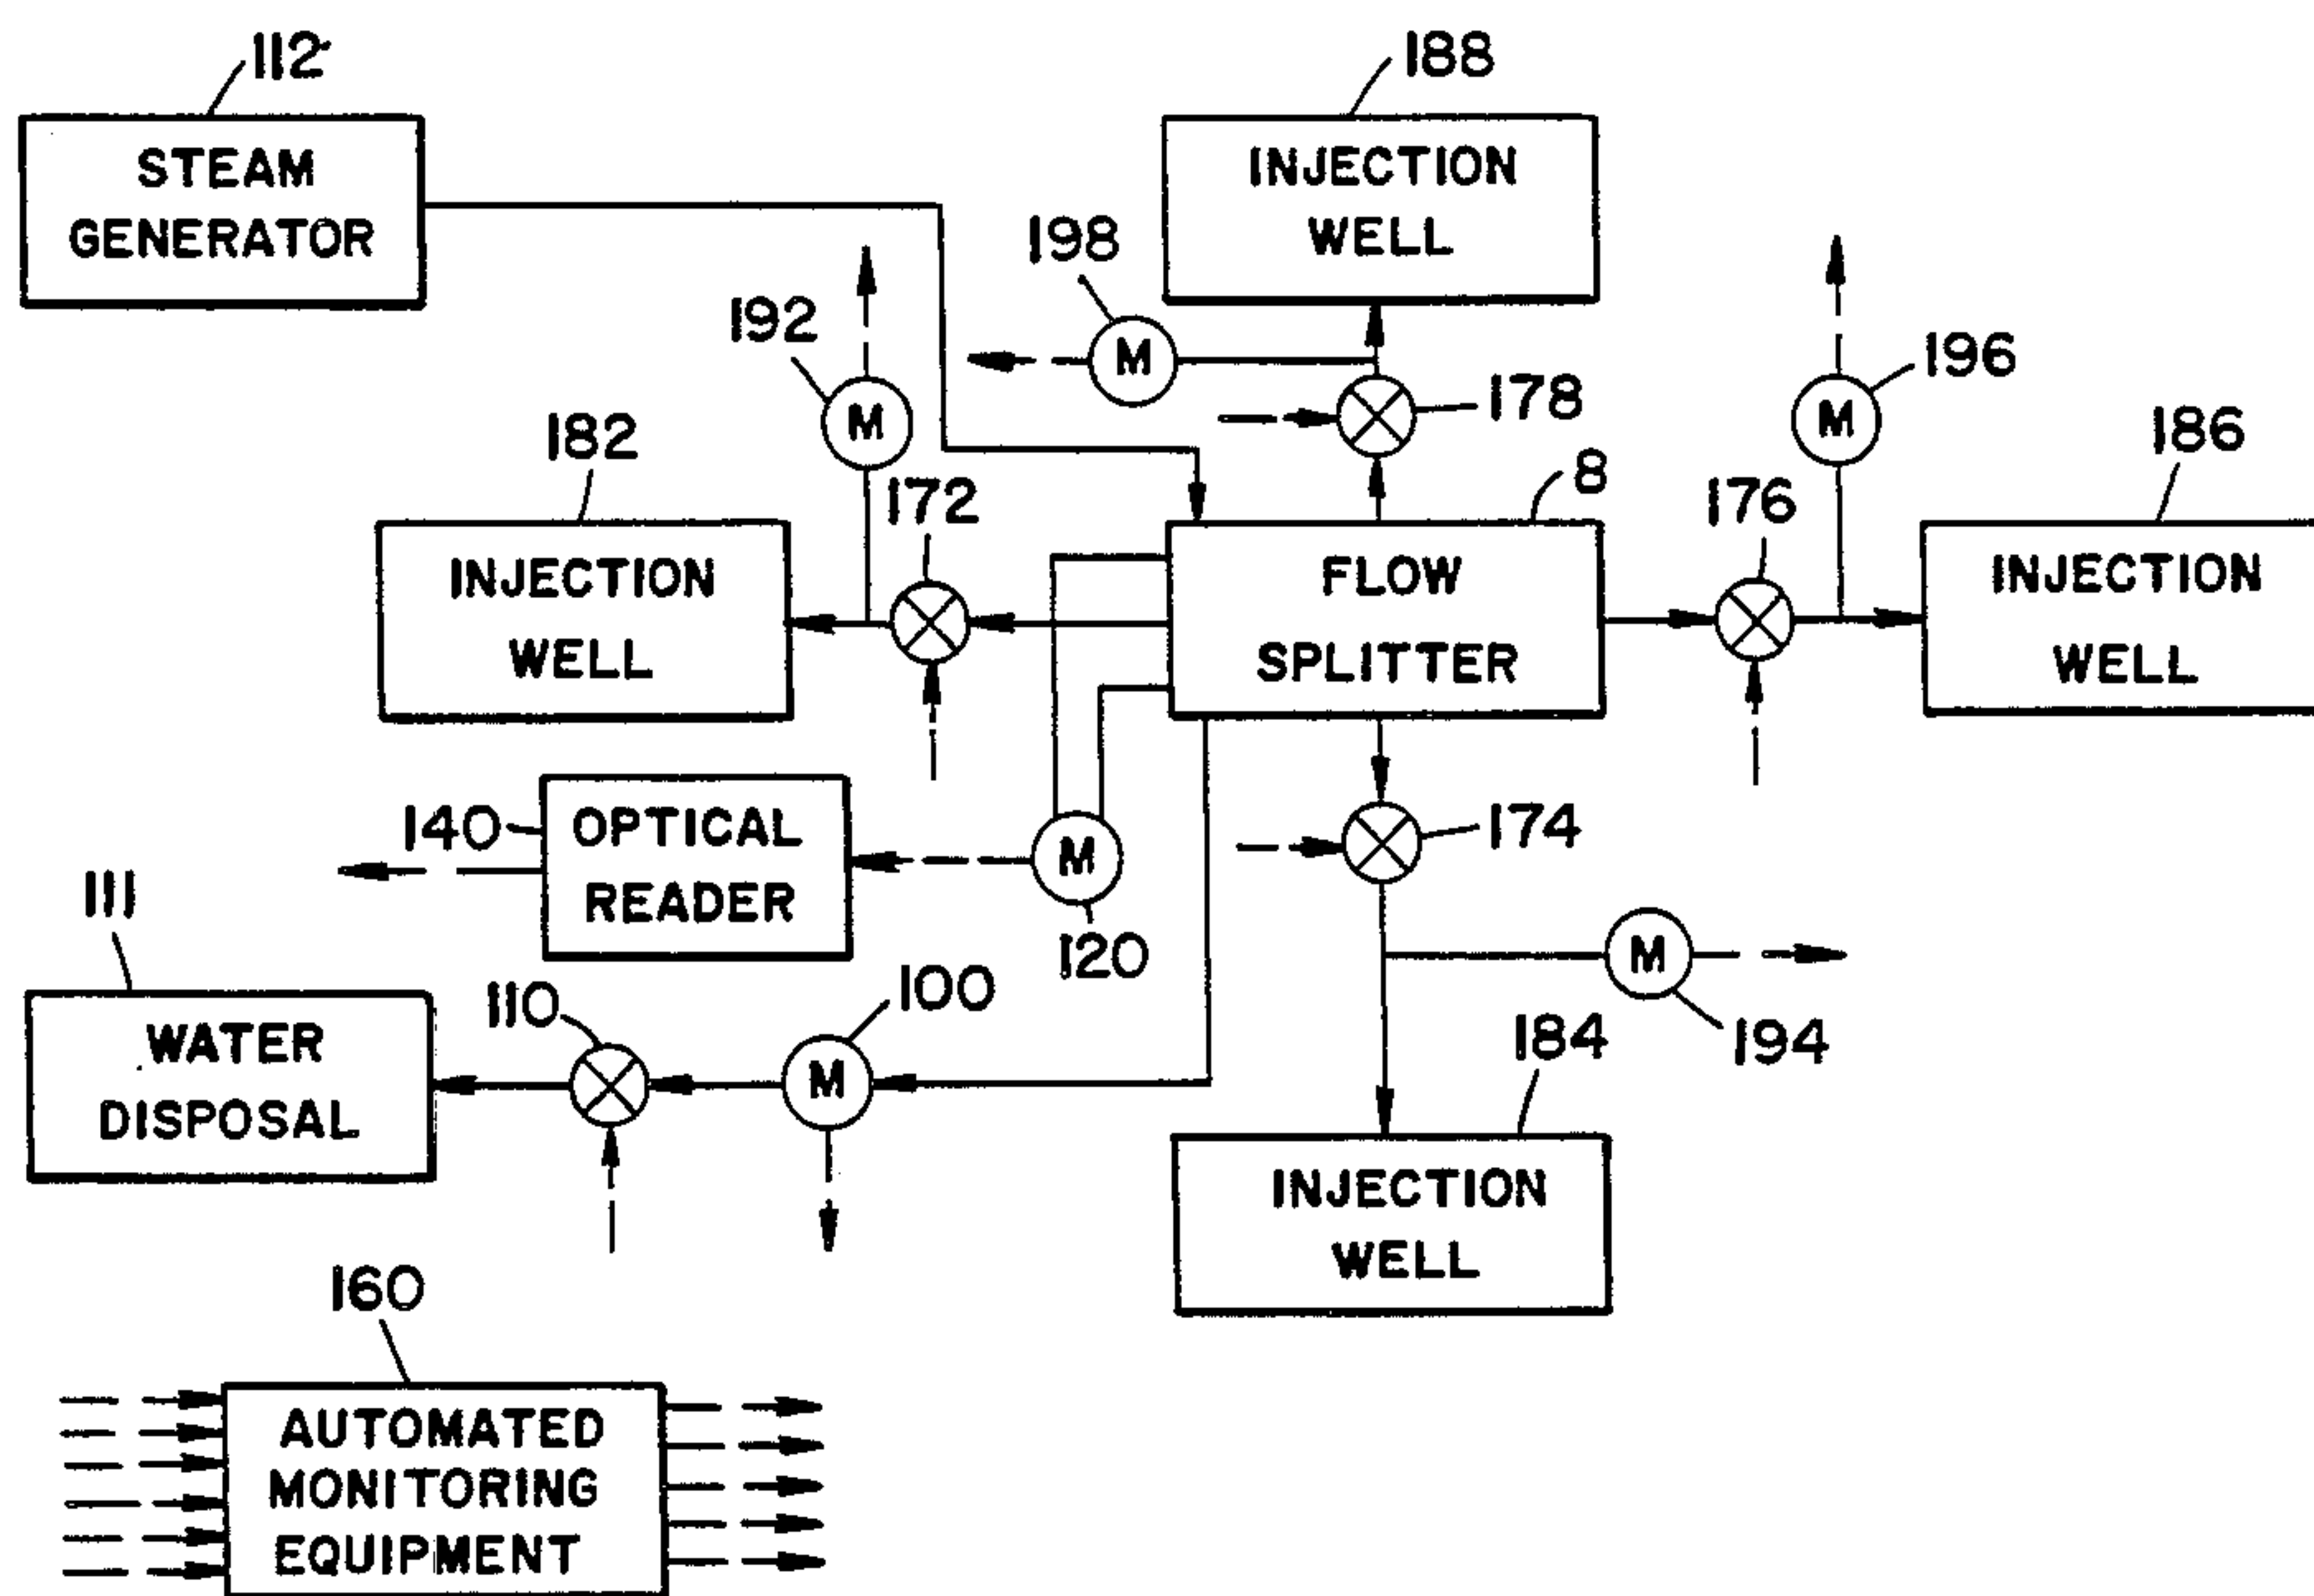 112
STEAM
GENERATOR
188
INJECTION
WELL
198
M
192
M
178
196
M
182
INJECTION
WELL
172
8
FLOW
SPLITTER
176
186
INJECTION
WELL
140
OPTICAL
READER
M
120
174
M
194
111
WATER
DISPOSAL
110
100
M
184
INJECTION
WELL
160
AUTOMATED
MONITORING
EQUIPMENT